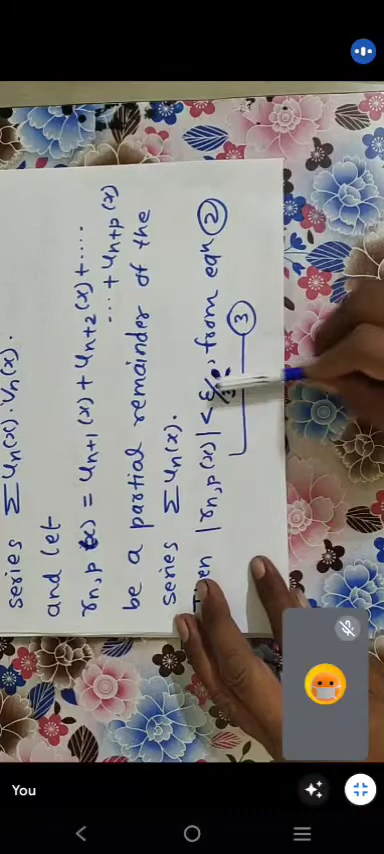 series ∑ Un(x). Vn(x).
and let
rn,p (x) = Un+1(x) + Un+2(x) + ....
... + Un+p(x)
be a partial remainder of the
series ∑ Un(x).
Then |rn,p(x)| < ε/ , from eqn ②
③
You